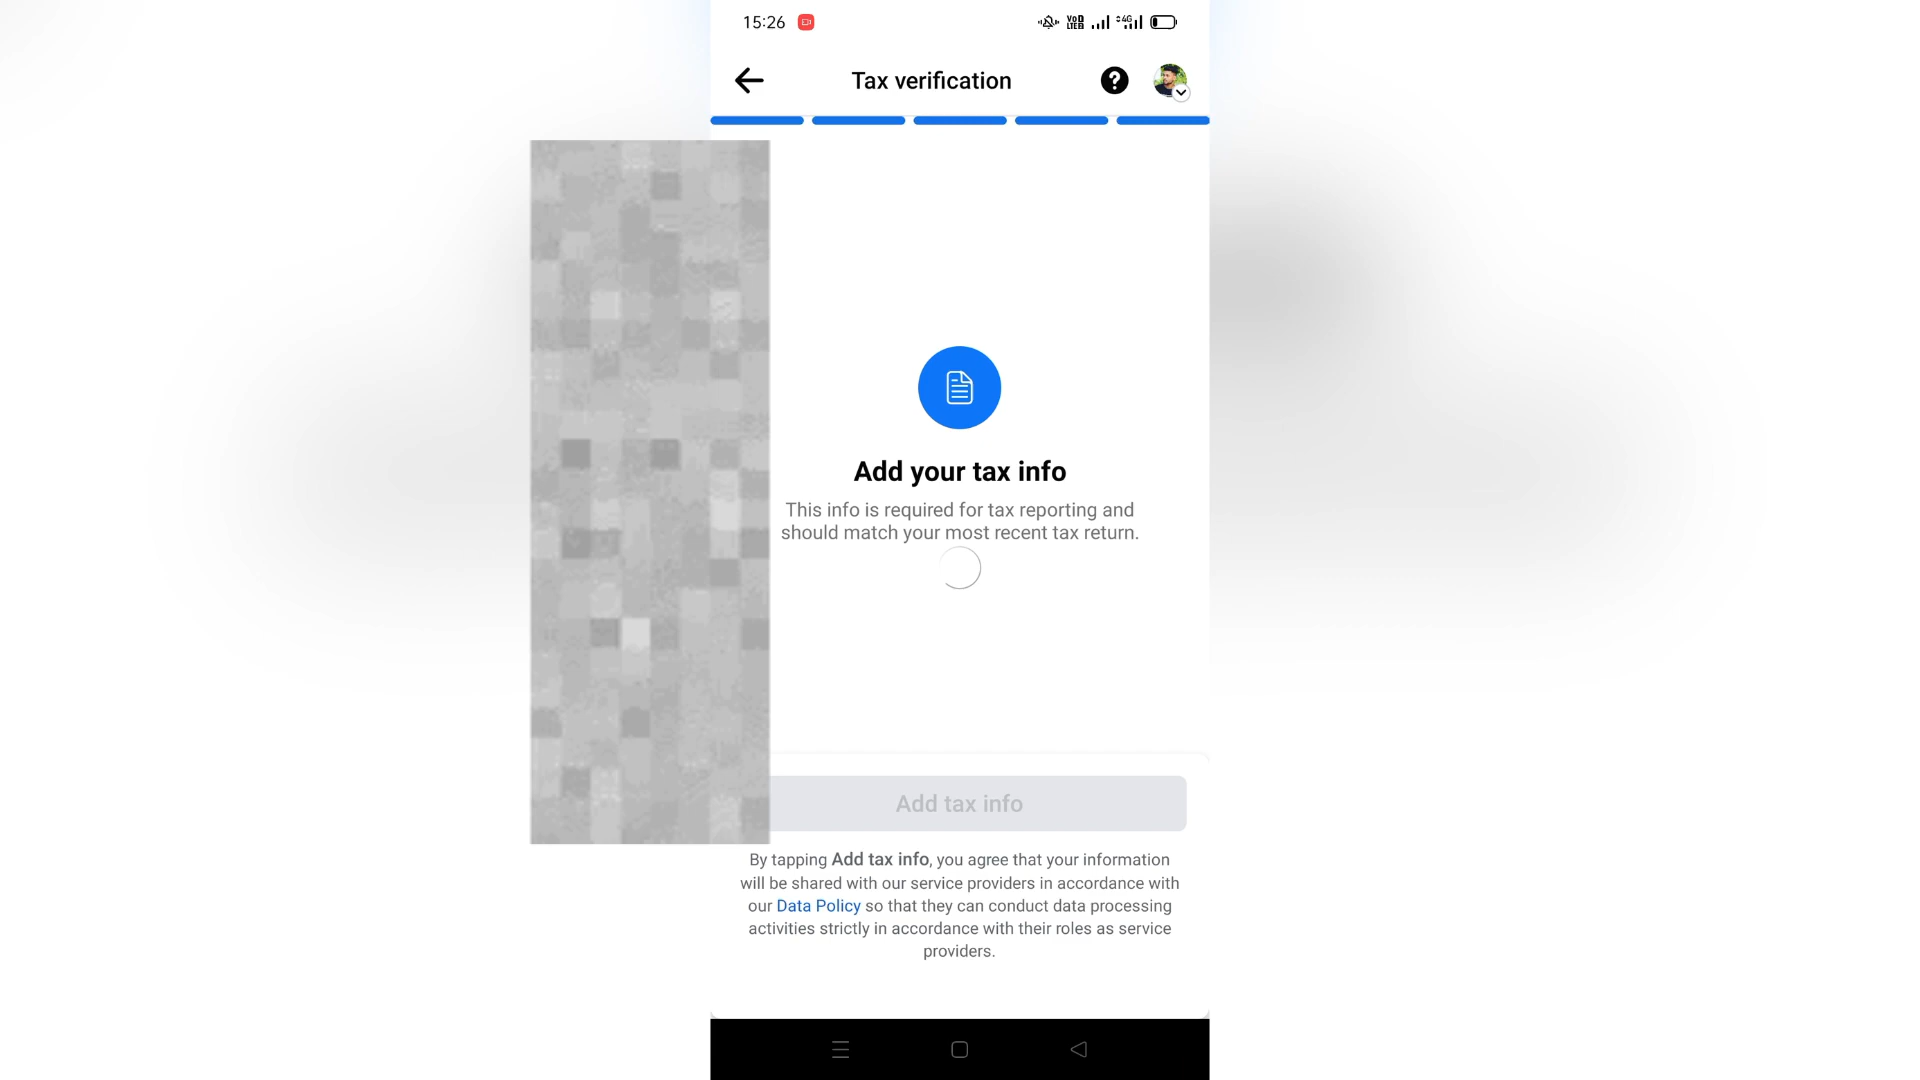 15:26
VoD
LTE
4G
Tax verification
Add your tax info
This info is required for tax reporting and
should match your most recent tax return.
Add tax info
By tapping Add tax info, you agree that your information
will be shared with our service providers in accordance with
our Data Policy so that they can conduct data processing
activities strictly in accordance with their roles as service
providers.